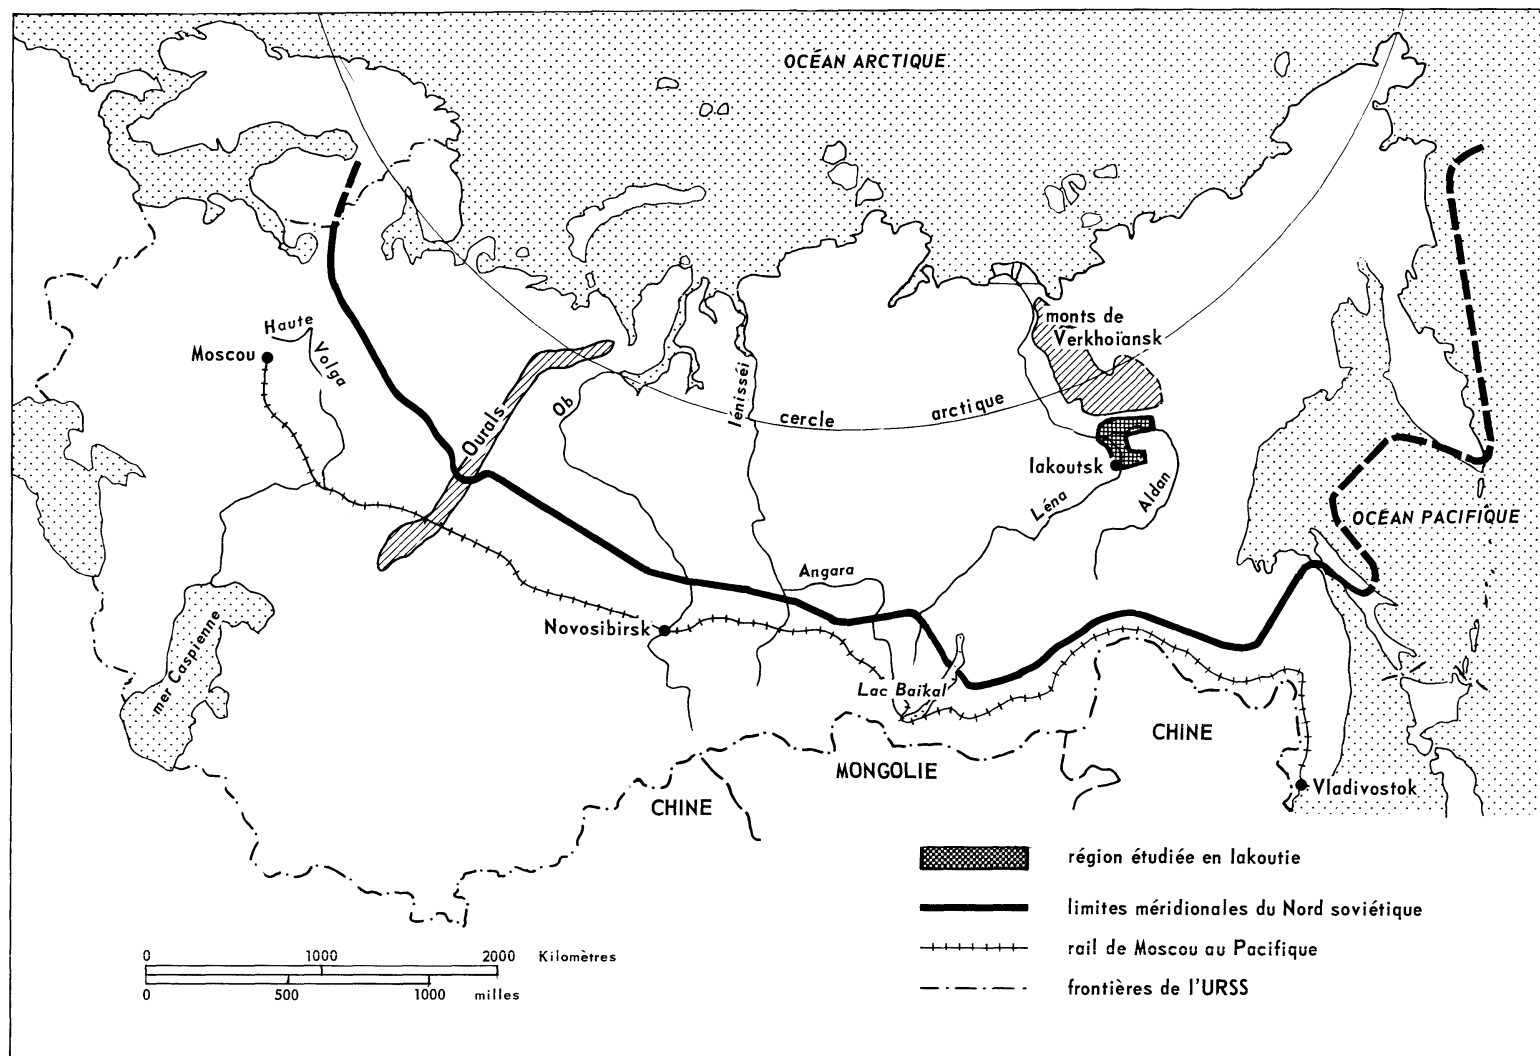 OCÉAN ARCTIQUE
monts de
Verkhoïansk
Haute
Volga
Moscou
Ourals
Ob
Iénisséi
cercle arctique
Iakoutsk
Léna
Aldan
OCÉAN PACIFIQUE
Angara
Novosibirsk
mer Caspienne
Lac Baïkal
CHINE
MONGOLIE
CHINE
Vladivostok
région étudiée en Iakoutie
limites méridionales du Nord soviétique
rail de Moscou au Pacifique
frontières de l'URSS
0 1000 2000 Kilomètres
0 500 1000 milles